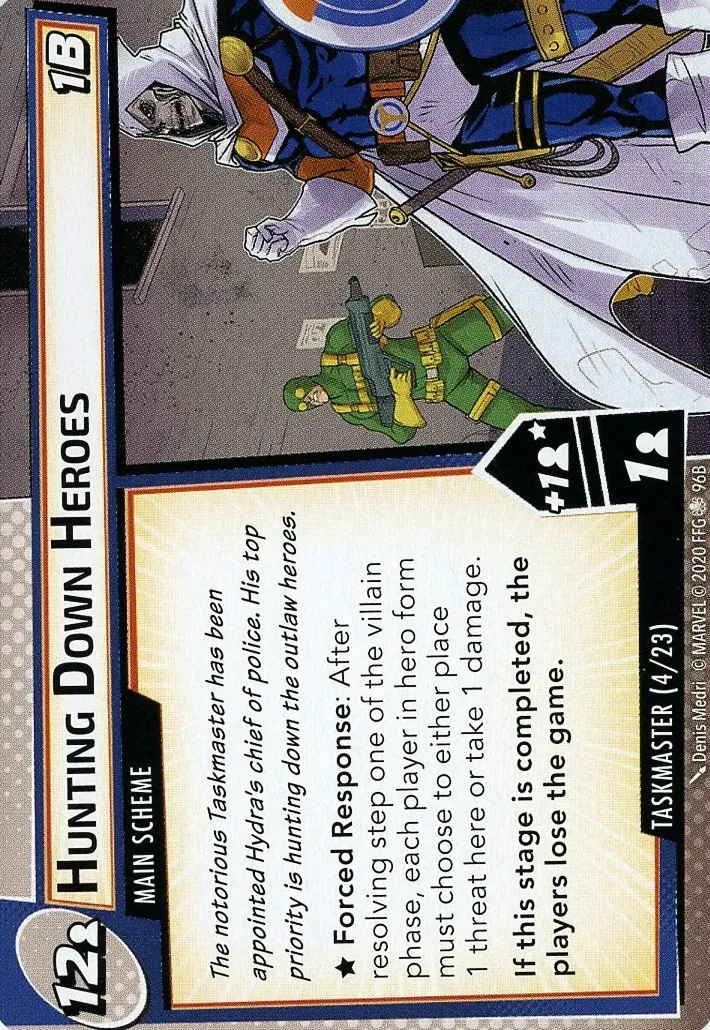 12
HUNTING DOWN HEROES
1B
MAIN SCHEME
The notorious Taskmaster has been
appointed Hydra's chief of police. His top
priority is hunting down the outlaw heroes.
★ Forced Response: After
resolving step one of the villain
phase, each player in hero form
must choose to either place
1 threat here or take 1 damage.
If this stage is completed, the
players lose the game.
+1 ★
1
TASKMASTER (4/23)
Denis Medri © MARVEL © 2020 FFG 96B